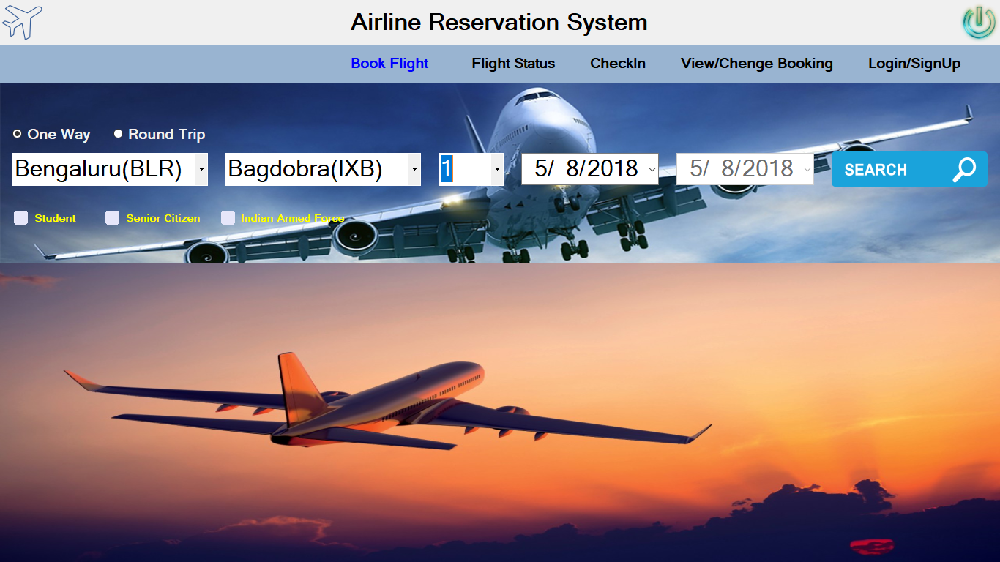 Airline Reservation System
Book Flight Flight Status CheckIn View/Chenge Booking Login/SignUp
One Way Round Trip
Bengaluru(BLR) Bagdobra(IXB) 1 5/ 8/2018 5/ 8/2018 SEARCH
Student Senior Citizen Indian Armed Force